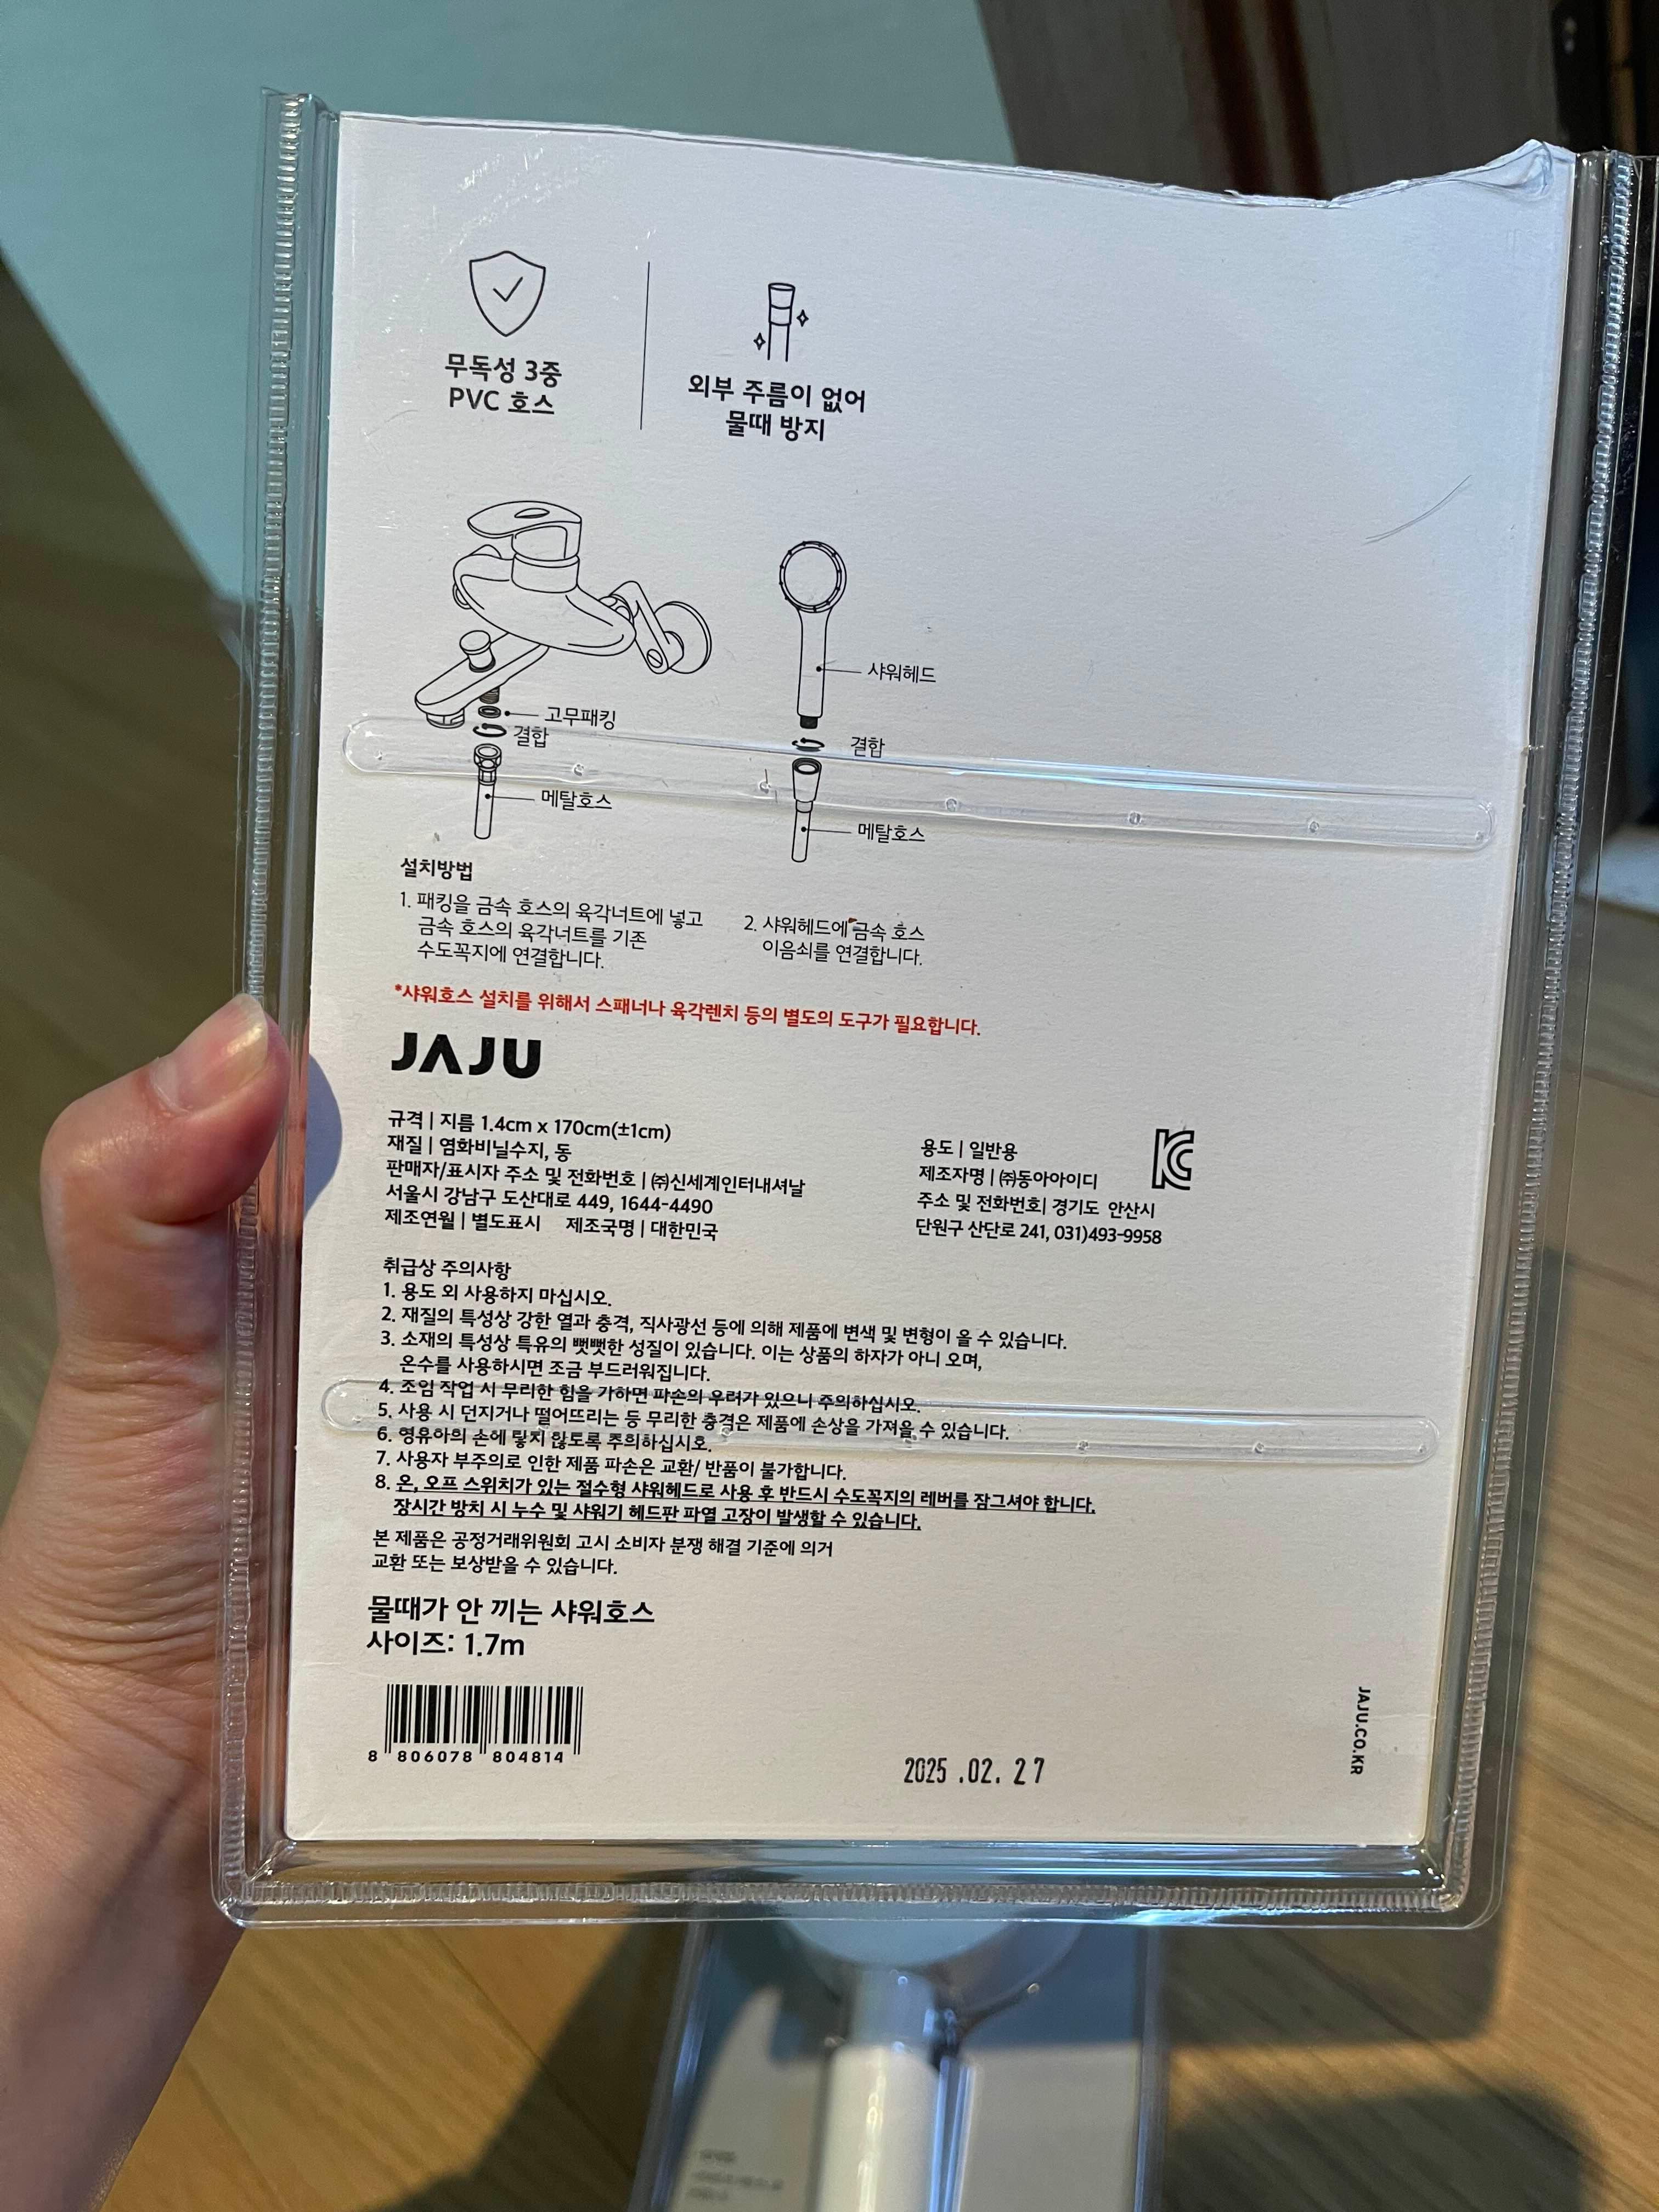 무독성 3중
PVC 호스
외부 주름이 없어
물때 방지
고무패킹
결합
메탈호스
샤워헤드
결합
메탈호스
설치방법
1. 패킹을 금속 호스의 육각너트에 넣고
금속 호스의 육각너트를 기존
수도꼭지에 연결합니다.
2. 샤워헤드에 금속 호스
이음쇠를 연결합니다.
*샤워호스 설치를 위해서 스패너나 육각렌치 등의 별도의 도구가 필요합니다.
JAJU
규격 | 지름 1.4cm x 170cm(±1cm)
재질 | 염화비닐수지, 동
판매자/표시자 주소 및 전화번호 | ㈜신세계인터내셔날
서울시 강남구 도산대로 449, 1644-4490
제조연월 | 별도표시 제조국명 | 대한민국
용도 | 일반용
제조자명 | ㈜동아아이디
주소 및 전화번호| 경기도 안산시
단원구 산단로 241, 031)493-9958
취급상 주의사항
1. 용도 외 사용하지 마십시오.
2. 재질의 특성상 강한 열과 충격, 직사광선 등에 의해 제품에 변색 및 변형이 올 수 있습니다.
3. 소재의 특성상 특유의 뻣뻣한 성질이 있습니다. 이는 상품의 하자가 아니 오며,
온수를 사용하시면 조금 부드러워집니다.
4. 조임 작업 시 무리한 힘을 가하면 파손의 우려가 있으니 주의하십시오.
5. 사용 시 던지거나 떨어뜨리는 등 무리한 충격은 제품에 손상을 가져올 수 있습니다.
6. 영유아의 손에 닿지 않도록 주의하십시오.
7. 사용자 부주의로 인한 제품 파손은 교환/ 반품이 불가합니다.
8. 온, 오프 스위치가 있는 절수형 샤워헤드로 사용 후 반드시 수도꼭지의 레버를 잠그셔야 합니다.
장시간 방치 시 누수 및 샤워기 헤드판 파열 고장이 발생할 수 있습니다.
본 제품은 공정거래위원회 고시 소비자 분쟁 해결 기준에 의거
교환 또는 보상받을 수 있습니다.
물때가 안 끼는 샤워호스
사이즈: 1.7m
8 806078 804814
2025 .02. 27
JAJU.CO.KR